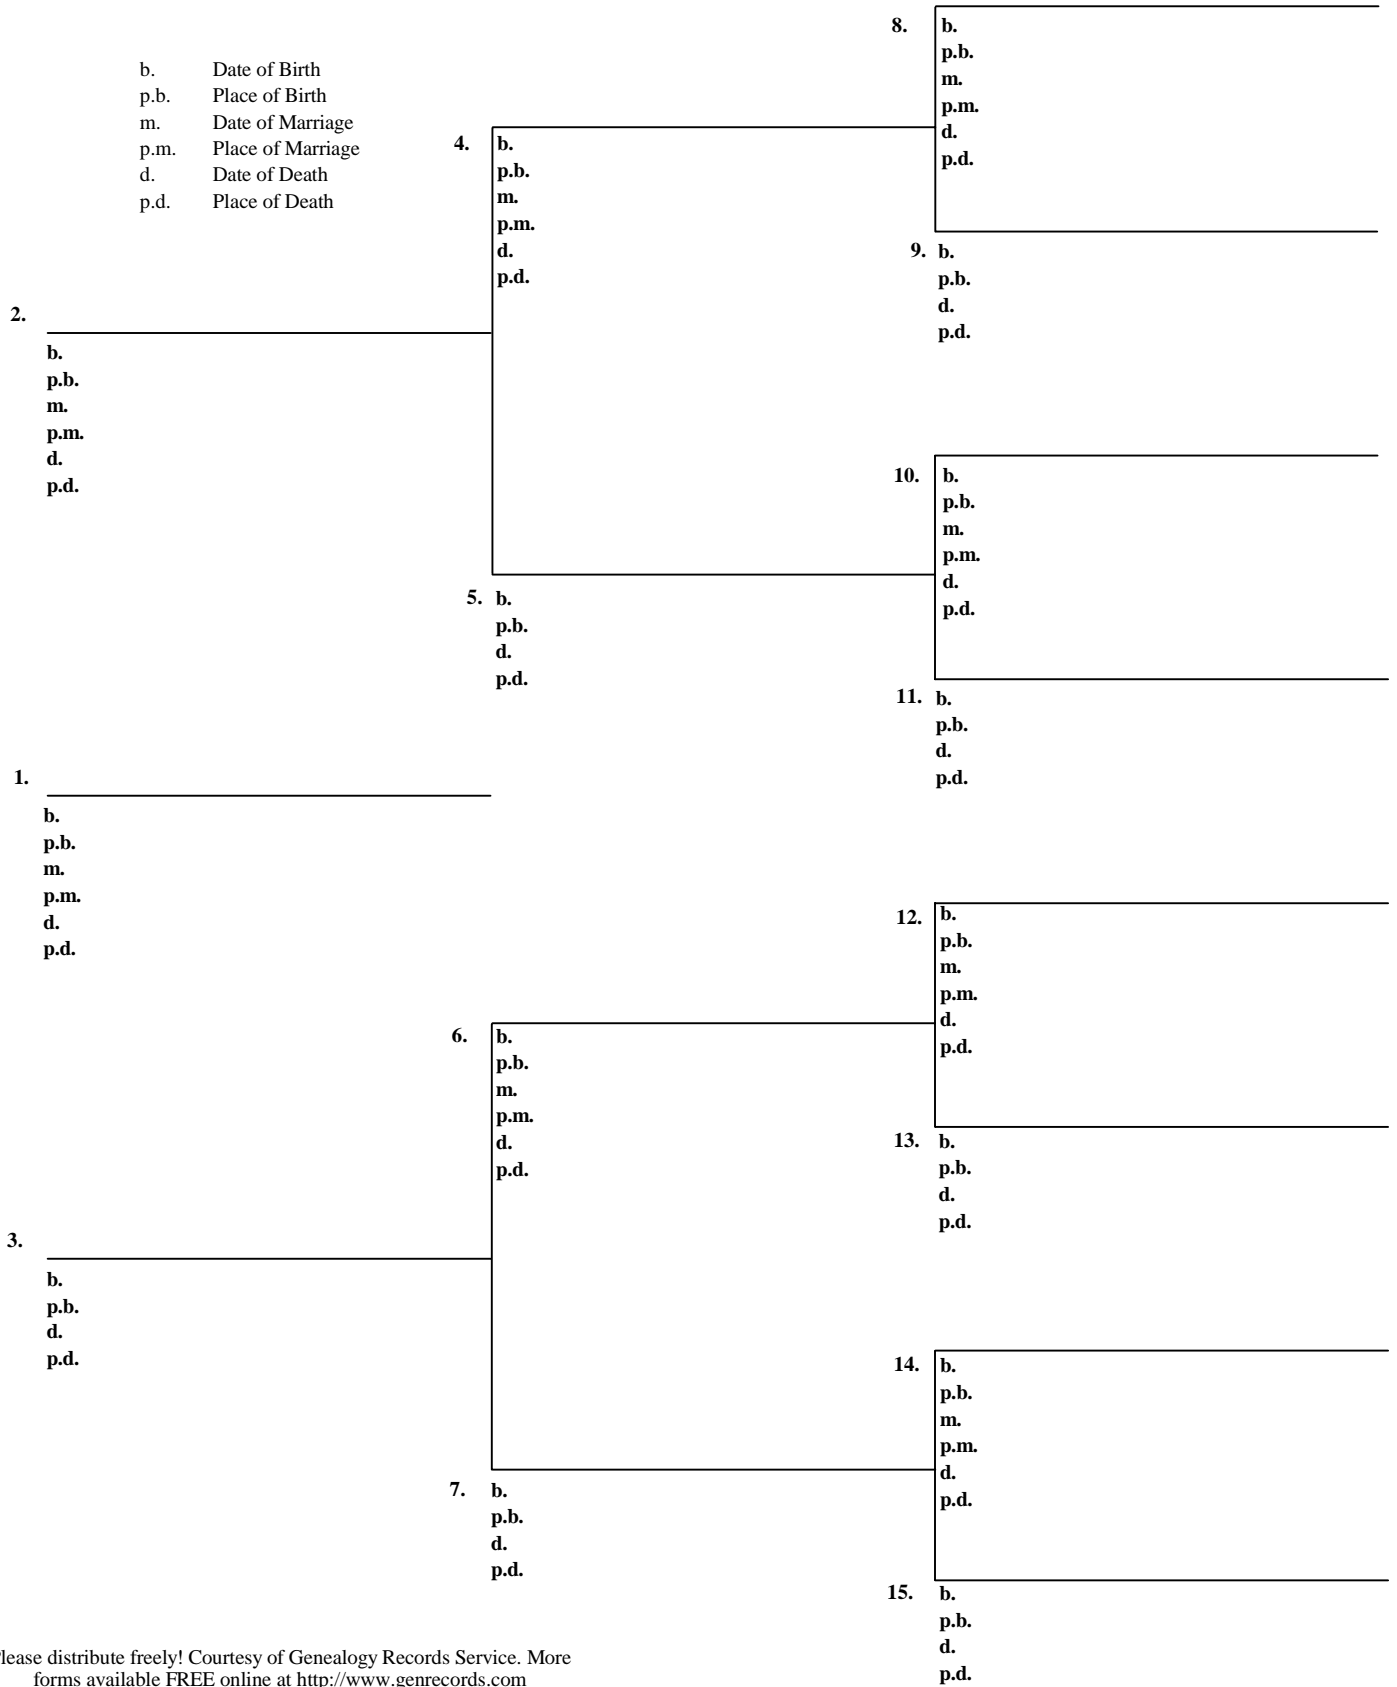 b. Date of Birth
p.b. Place of Birth
m. Date of Marriage
p.m. Place of Marriage
d. Date of Death
p.d. Place of Death
8. b.
p.b.
m.
p.m.
d.
p.d.
4. b.
p.b.
m.
p.m.
d.
p.d.
9. b.
p.b.
d.
p.d.
2.
b.
p.b.
m.
p.m.
d.
p.d.
10. b.
p.b.
m.
p.m.
d.
p.d.
5. b.
p.b.
d.
p.d.
11. b.
p.b.
d.
p.d.
1.
b.
p.b.
m.
p.m.
d.
p.d.
12. b.
p.b.
m.
p.m.
d.
p.d.
6. b.
p.b.
m.
p.m.
d.
p.d.
13. b.
p.b.
d.
p.d.
3.
b.
p.b.
d.
p.d.
14. b.
p.b.
m.
p.m.
d.
p.d.
7. b.
p.b.
d.
p.d.
15. b.
p.b.
d.
p.d.
lease distribute freely! Courtesy of Genealogy Records Service. More
forms available FREE online at http://www.genrecords.com